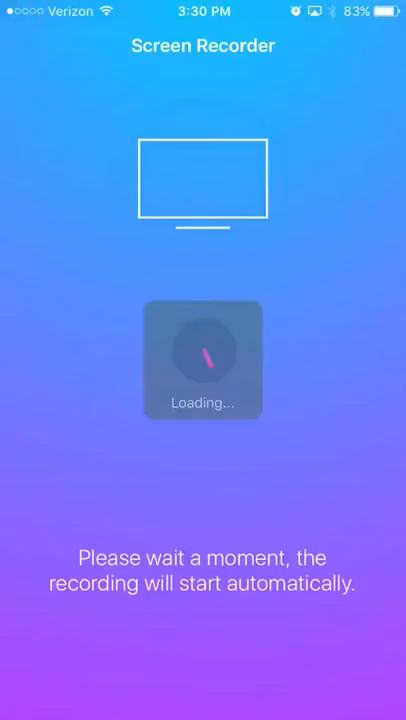 Verizon 3:30 PM 83%
Screen Recorder
Loading...
Please wait a moment, the
recording will start automatically.